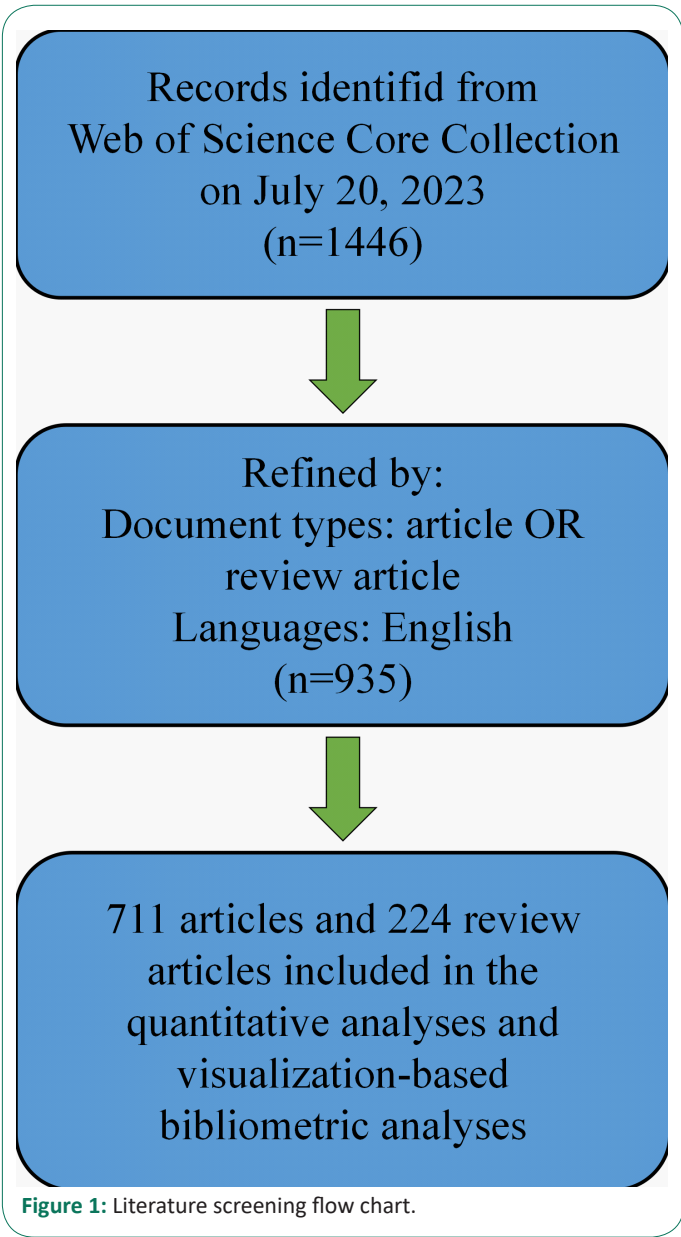 Records identifid from
Web of Science Core Collection
on July 20, 2023
(n=1446)
Refined by:
Document types: article OR
review article
Languages: English
(n=935)
711 articles and 224 review
articles included in the
quantitative analyses and
visualization-based
bibliometric analyses
Figure 1: Literature screening flow chart.